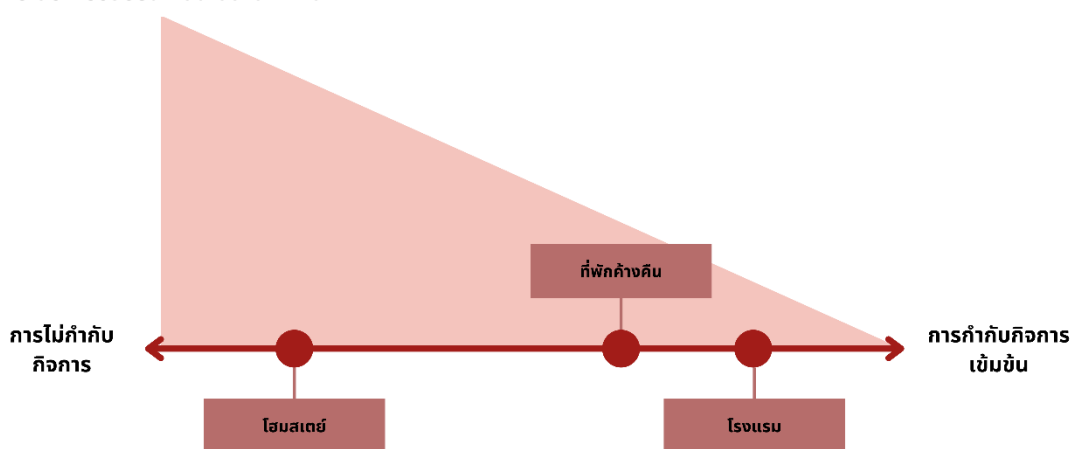 ที่พักค้างคืน
การไม่กำกับ
กิจการ
การกำกับกิจการ
เข้มข้น
โฮมสเตย์
โรงแรม